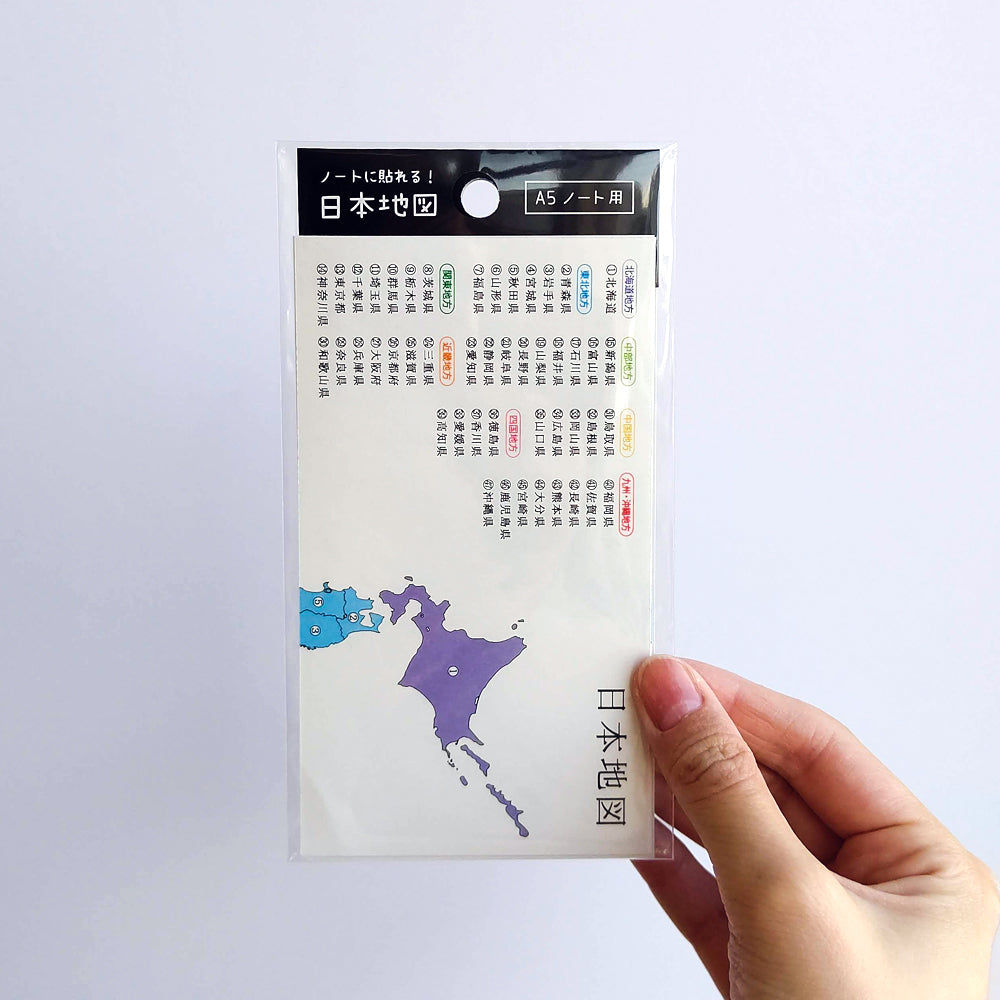 ノートに貼れる！
日本地図
A5 ノート用
北海道地方
①北海道
東北地方
②青森県
③岩手県
④宮城県
⑤秋田県
⑥山形県
⑦福島県
関東地方
⑧茨城県
⑨栃木県
⑩群馬県
⑪埼玉県
⑫千葉県
⑬東京都
⑭神奈川県
中部地方
⑮新潟県
⑯富山県
⑰石川県
⑱福井県
⑲山梨県
⑳長野県
㉑岐阜県
㉒静岡県
㉓愛知県
近畿地方
㉔三重県
㉕滋賀県
㉖京都府
㉗大阪府
㉘兵庫県
㉙奈良県
㉚和歌山県
中国地方
㉛鳥取県
㉜島根県
㉝岡山県
㉞広島県
㉟山口県
四国地方
㊱徳島県
㊲香川県
㊳愛媛県
㊴高知県
九州・沖縄地方
㊵福岡県
㊶佐賀県
㊷長崎県
㊸熊本県
㊹大分県
㊺宮崎県
㊻鹿児島県
㊼沖縄県
日本地図
①
②
③
⑤